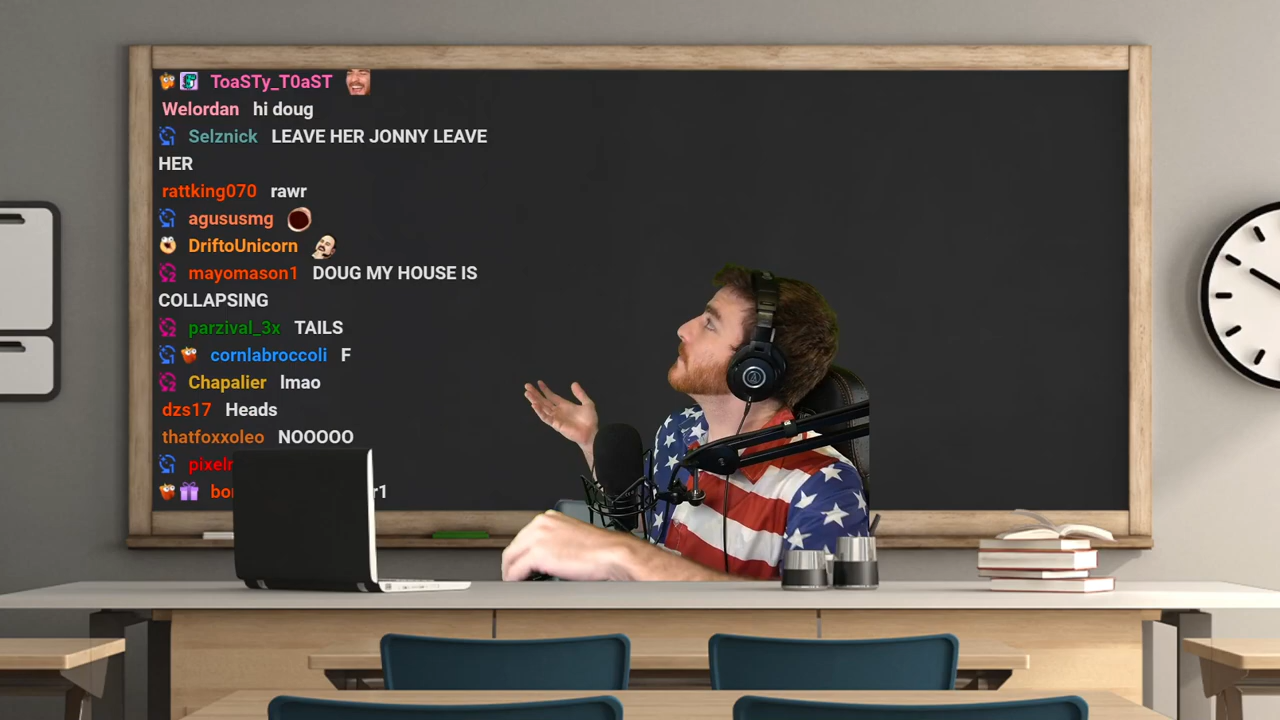 ToaSTy_T0aST
Welordan hi doug
Selznick LEAVE HER JONNY LEAVE
HER
rattking070 rawr
agususmg
DriftoUnicorn
mayomason1 DOUG MY HOUSE IS
COLLAPSING
parzival_3x TAILS
cornlabroccoli F
Chapalier lmao
dzs17 Heads
thatfoxxoleo NOOOOO